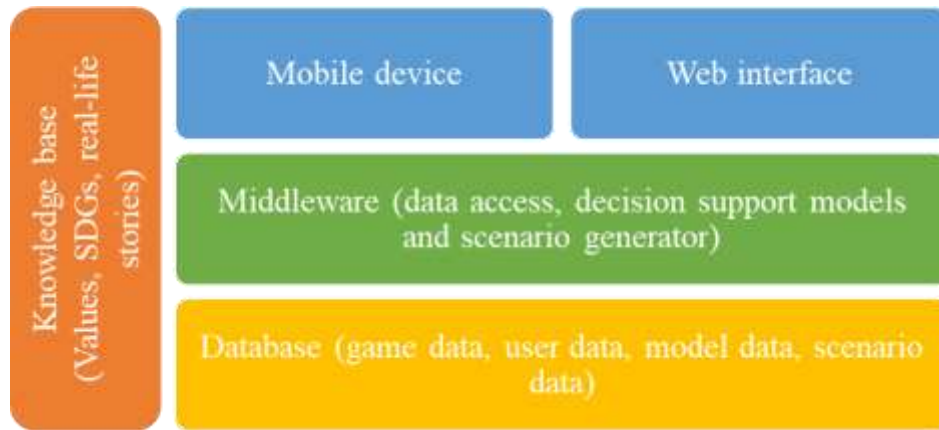 Knowledge base
(Values, SDGs, real-life
stories)
Mobile device
Web interface
Middleware (data access, decision support models
and scenario generator)
Database (game data, user data, model data, scenario
data)